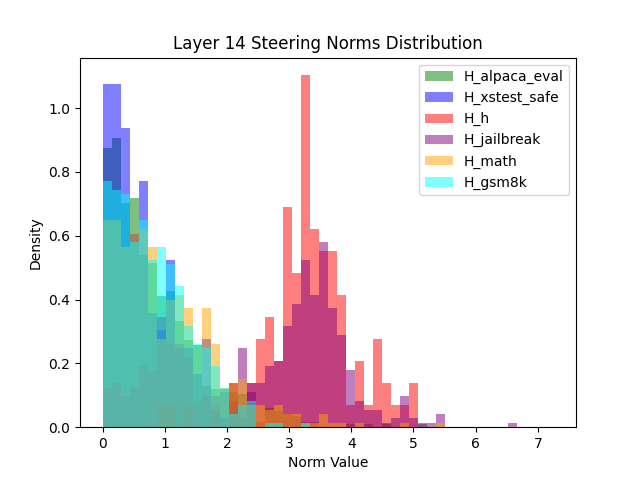 Layer 14 Steering Norms Distribution
H_alpaca_eval
H_xstest_safe
H_h
H_jailbreak
H_math
H_gsm8k
Density
1.0
0.8
0.6
0.4
0.2
0.0
0 1 2 3 4 5 6 7
Norm Value